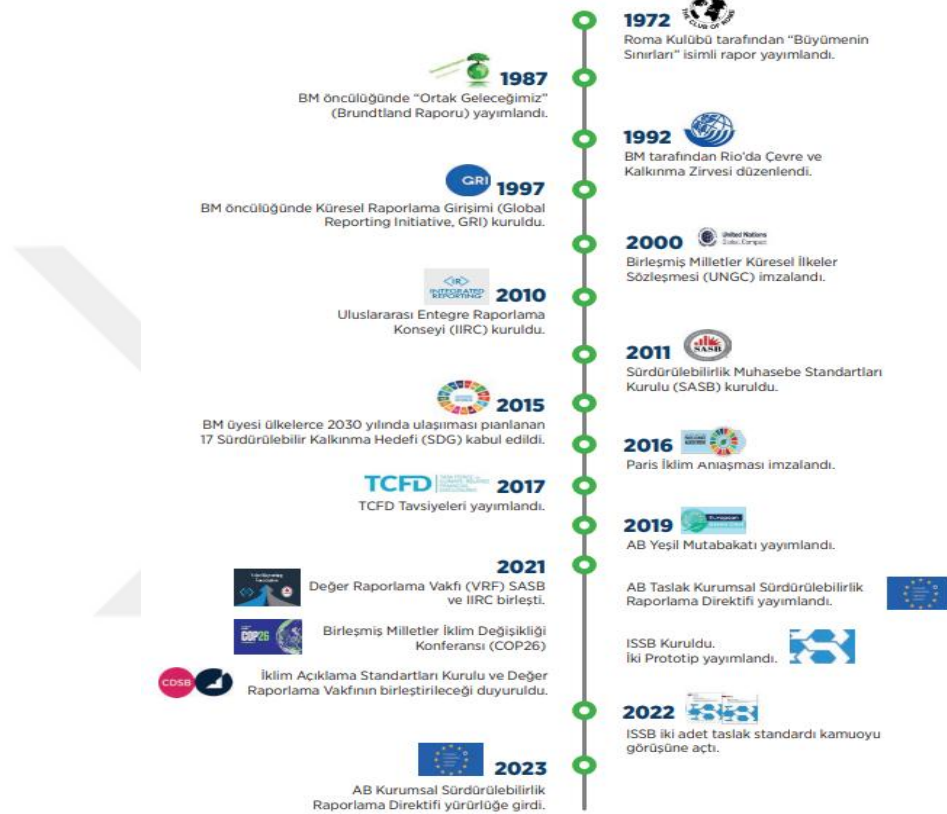 1972
THE CLUB OF ROME
Roma Kulübü tarafından “Büyümenin
Sınırları” isimli rapor yayımlandı.
1987
BM öncülüğünde “Ortak Geleceğimiz”
(Brundtland Raporu) yayımlandı.
1992
BM tarafından Rio’da Çevre ve
Kalkınma Zirvesi düzenlendi.
GRI
1997
BM öncülüğünde Küresel Raporlama Girişimi (Global
Reporting Initiative, GRI) kuruldu.
2000
United Nations
Global Compact
Birleşmiş Milletler Küresel İlkeler
Sözleşmesi (UNGC) imzalandı.
<IR>
INTEGRATED
REPORTING
2010
Uluslararası Entegre Raporlama
Konseyi (IIRC) kuruldu.
2011
SASB
Sürdürülebilirlik Muhasebe Standartları
Kurulu (SASB) kuruldu.
2015
BM üyesi ülkelerce 2030 yılında ulaşılması planlanan
17 Sürdürülebilir Kalkınma Hedefi (SDG) kabul edildi.
2016
Paris İklim Anlaşması imzalandı.
TCFD
2017
TCFD Tavsiyeleri yayımlandı.
2019
European
AB Yeşil Mutabakatı yayımlandı.
2021
Değer Raporlama Vakfı (VRF) SASB
ve IIRC birleşti.
AB Taslak Kurumsal Sürdürülebilirlik
Raporlama Direktifi yayımlandı.
COP26
Birleşmiş Milletler İklim Değişikliği
Konferansı (COP26)
ISSB Kuruldu.
İki Prototip yayımlandı.
CDSB
İklim Açıklama Standartları Kurulu ve Değer
Raporlama Vakfının birleştirileceği duyuruldu.
2022
ISSB iki adet taslak standardı kamuoyu
görüşüne açtı.
2023
AB Kurumsal Sürdürülebilirlik
Raporlama Direktifi yürürlüğe girdi.